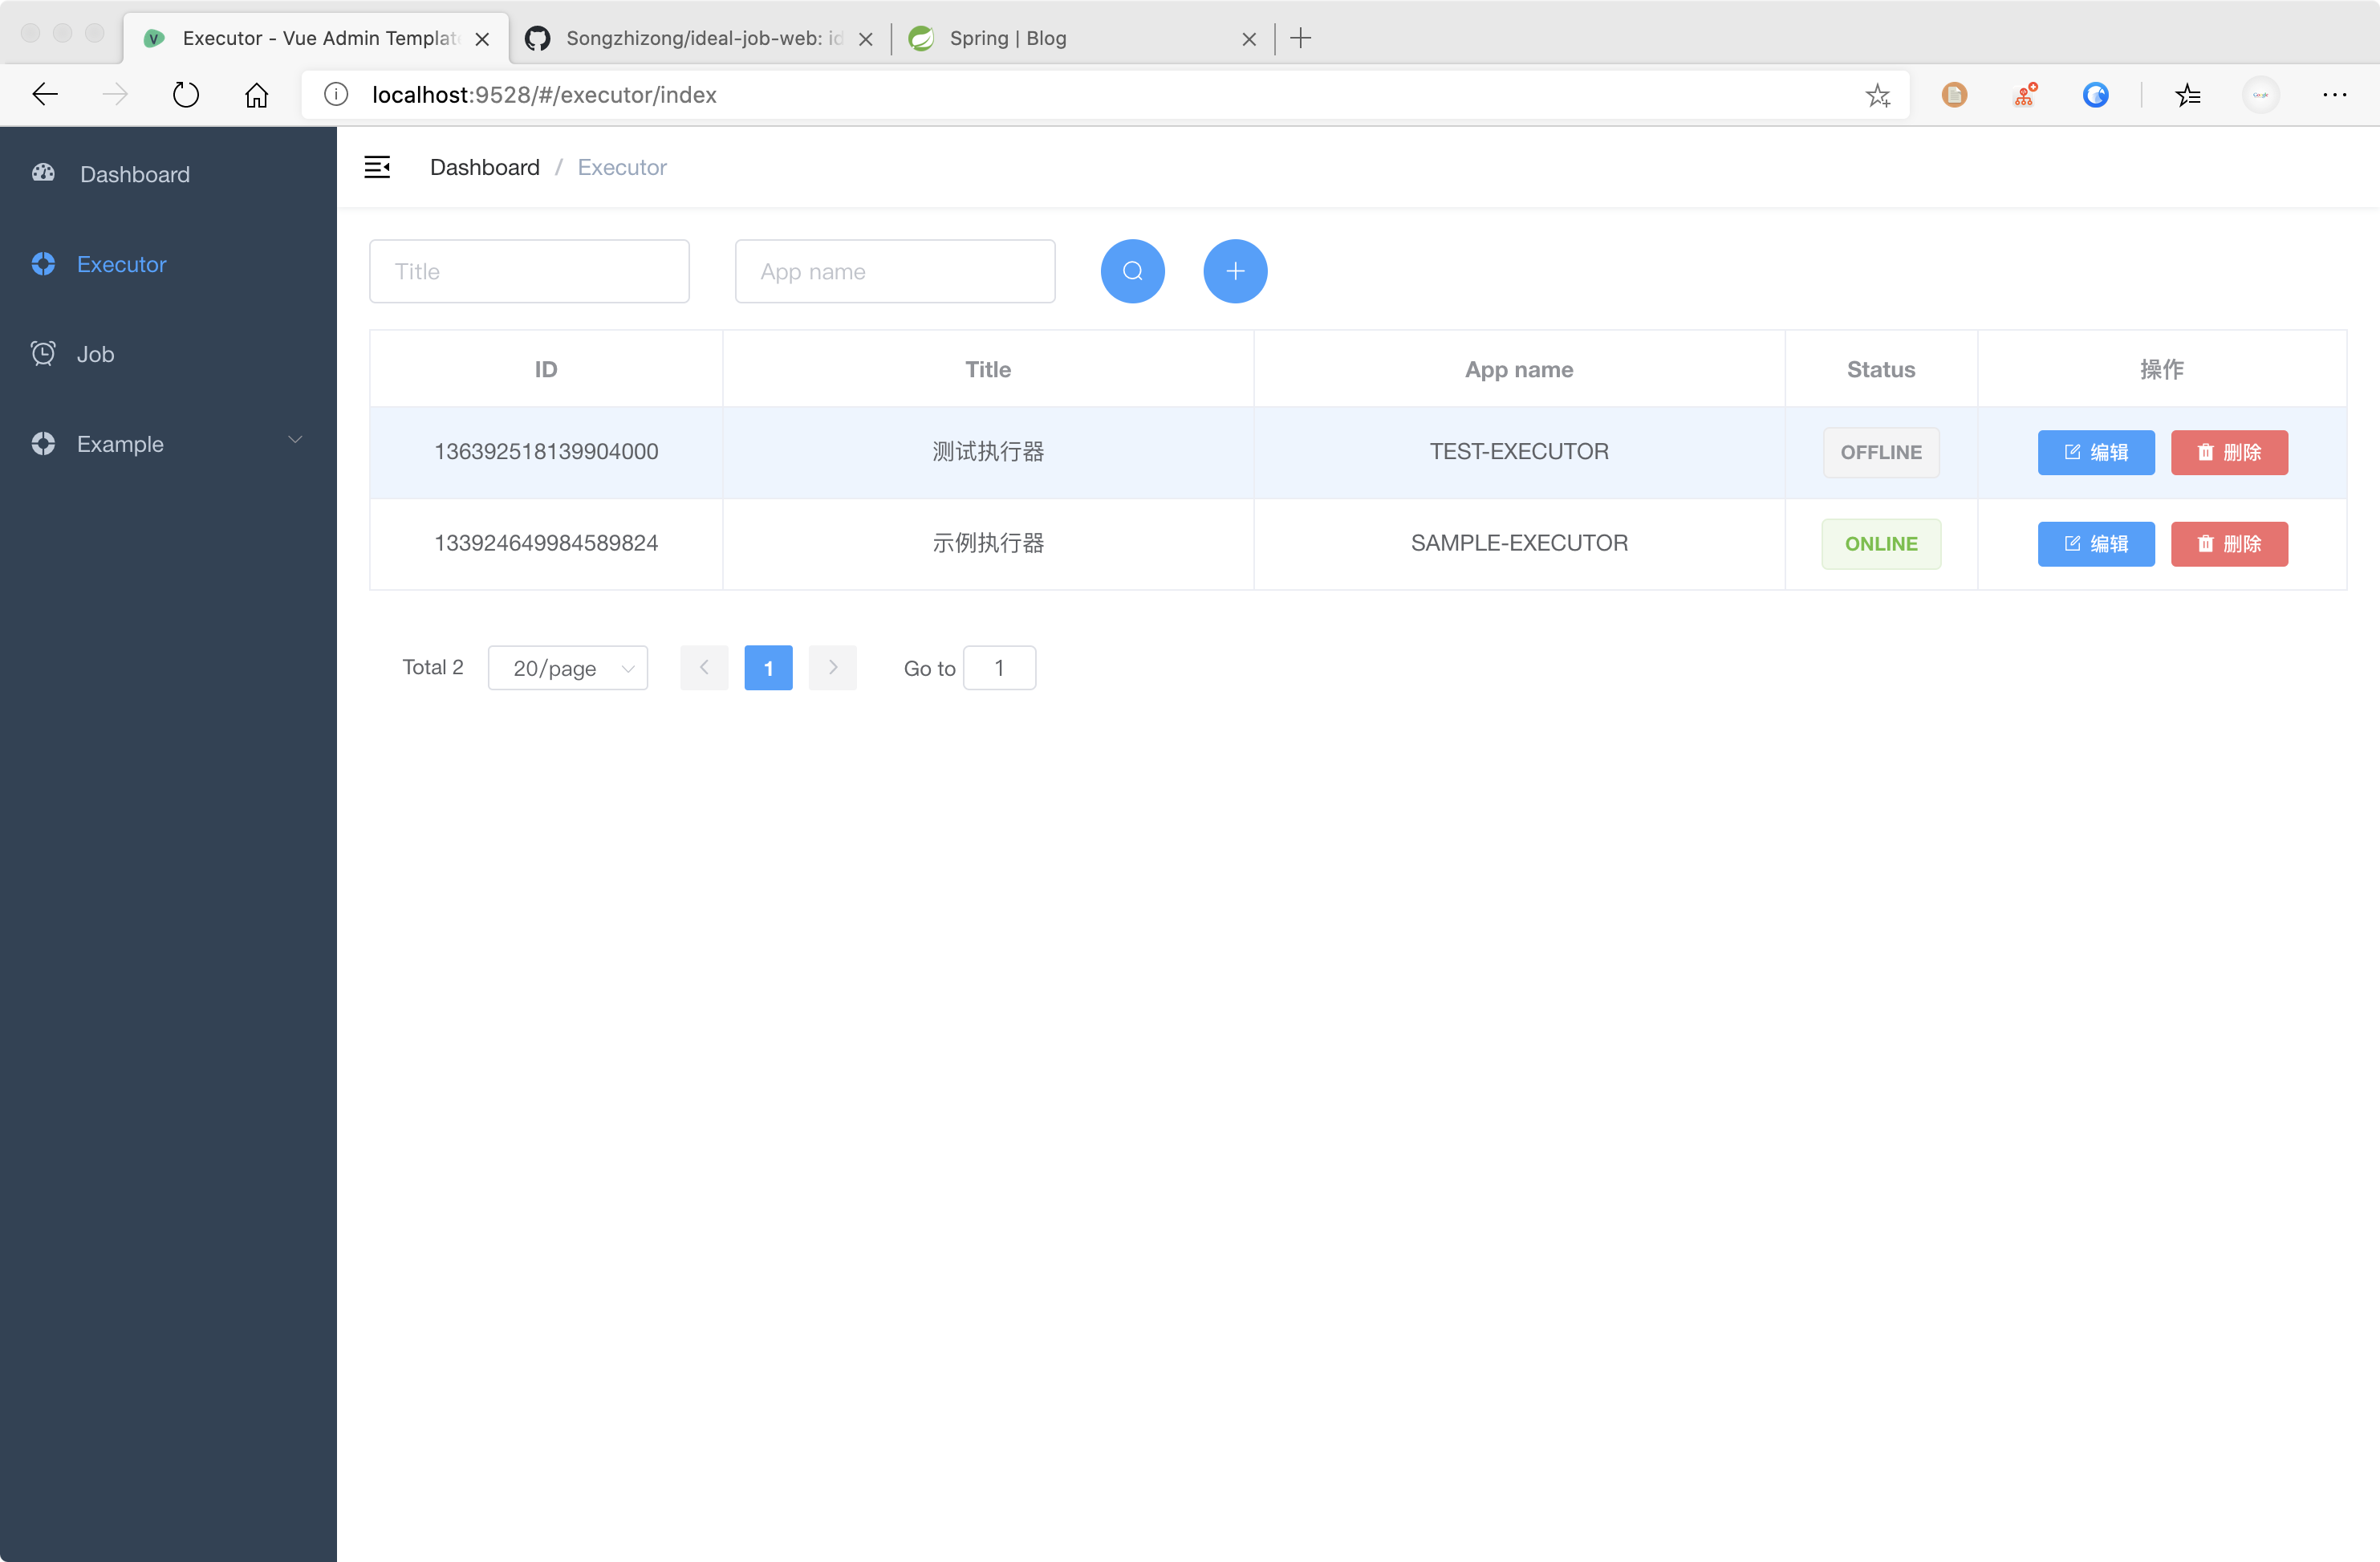 Executor - Vue Admin Templat
Songzhizong/ideal-job-web: id
Spring | Blog
localhost:9528/#/executor/index
Dashboard
Executor
Job
Example
Dashboard / Executor
Title
App name
ID Title App name Status 操作
136392518139904000 测试执行器 TEST-EXECUTOR OFFLINE 编辑 删除
133924649984589824 示例执行器 SAMPLE-EXECUTOR ONLINE 编辑 删除
Total 2 20/page 1 Go to 1